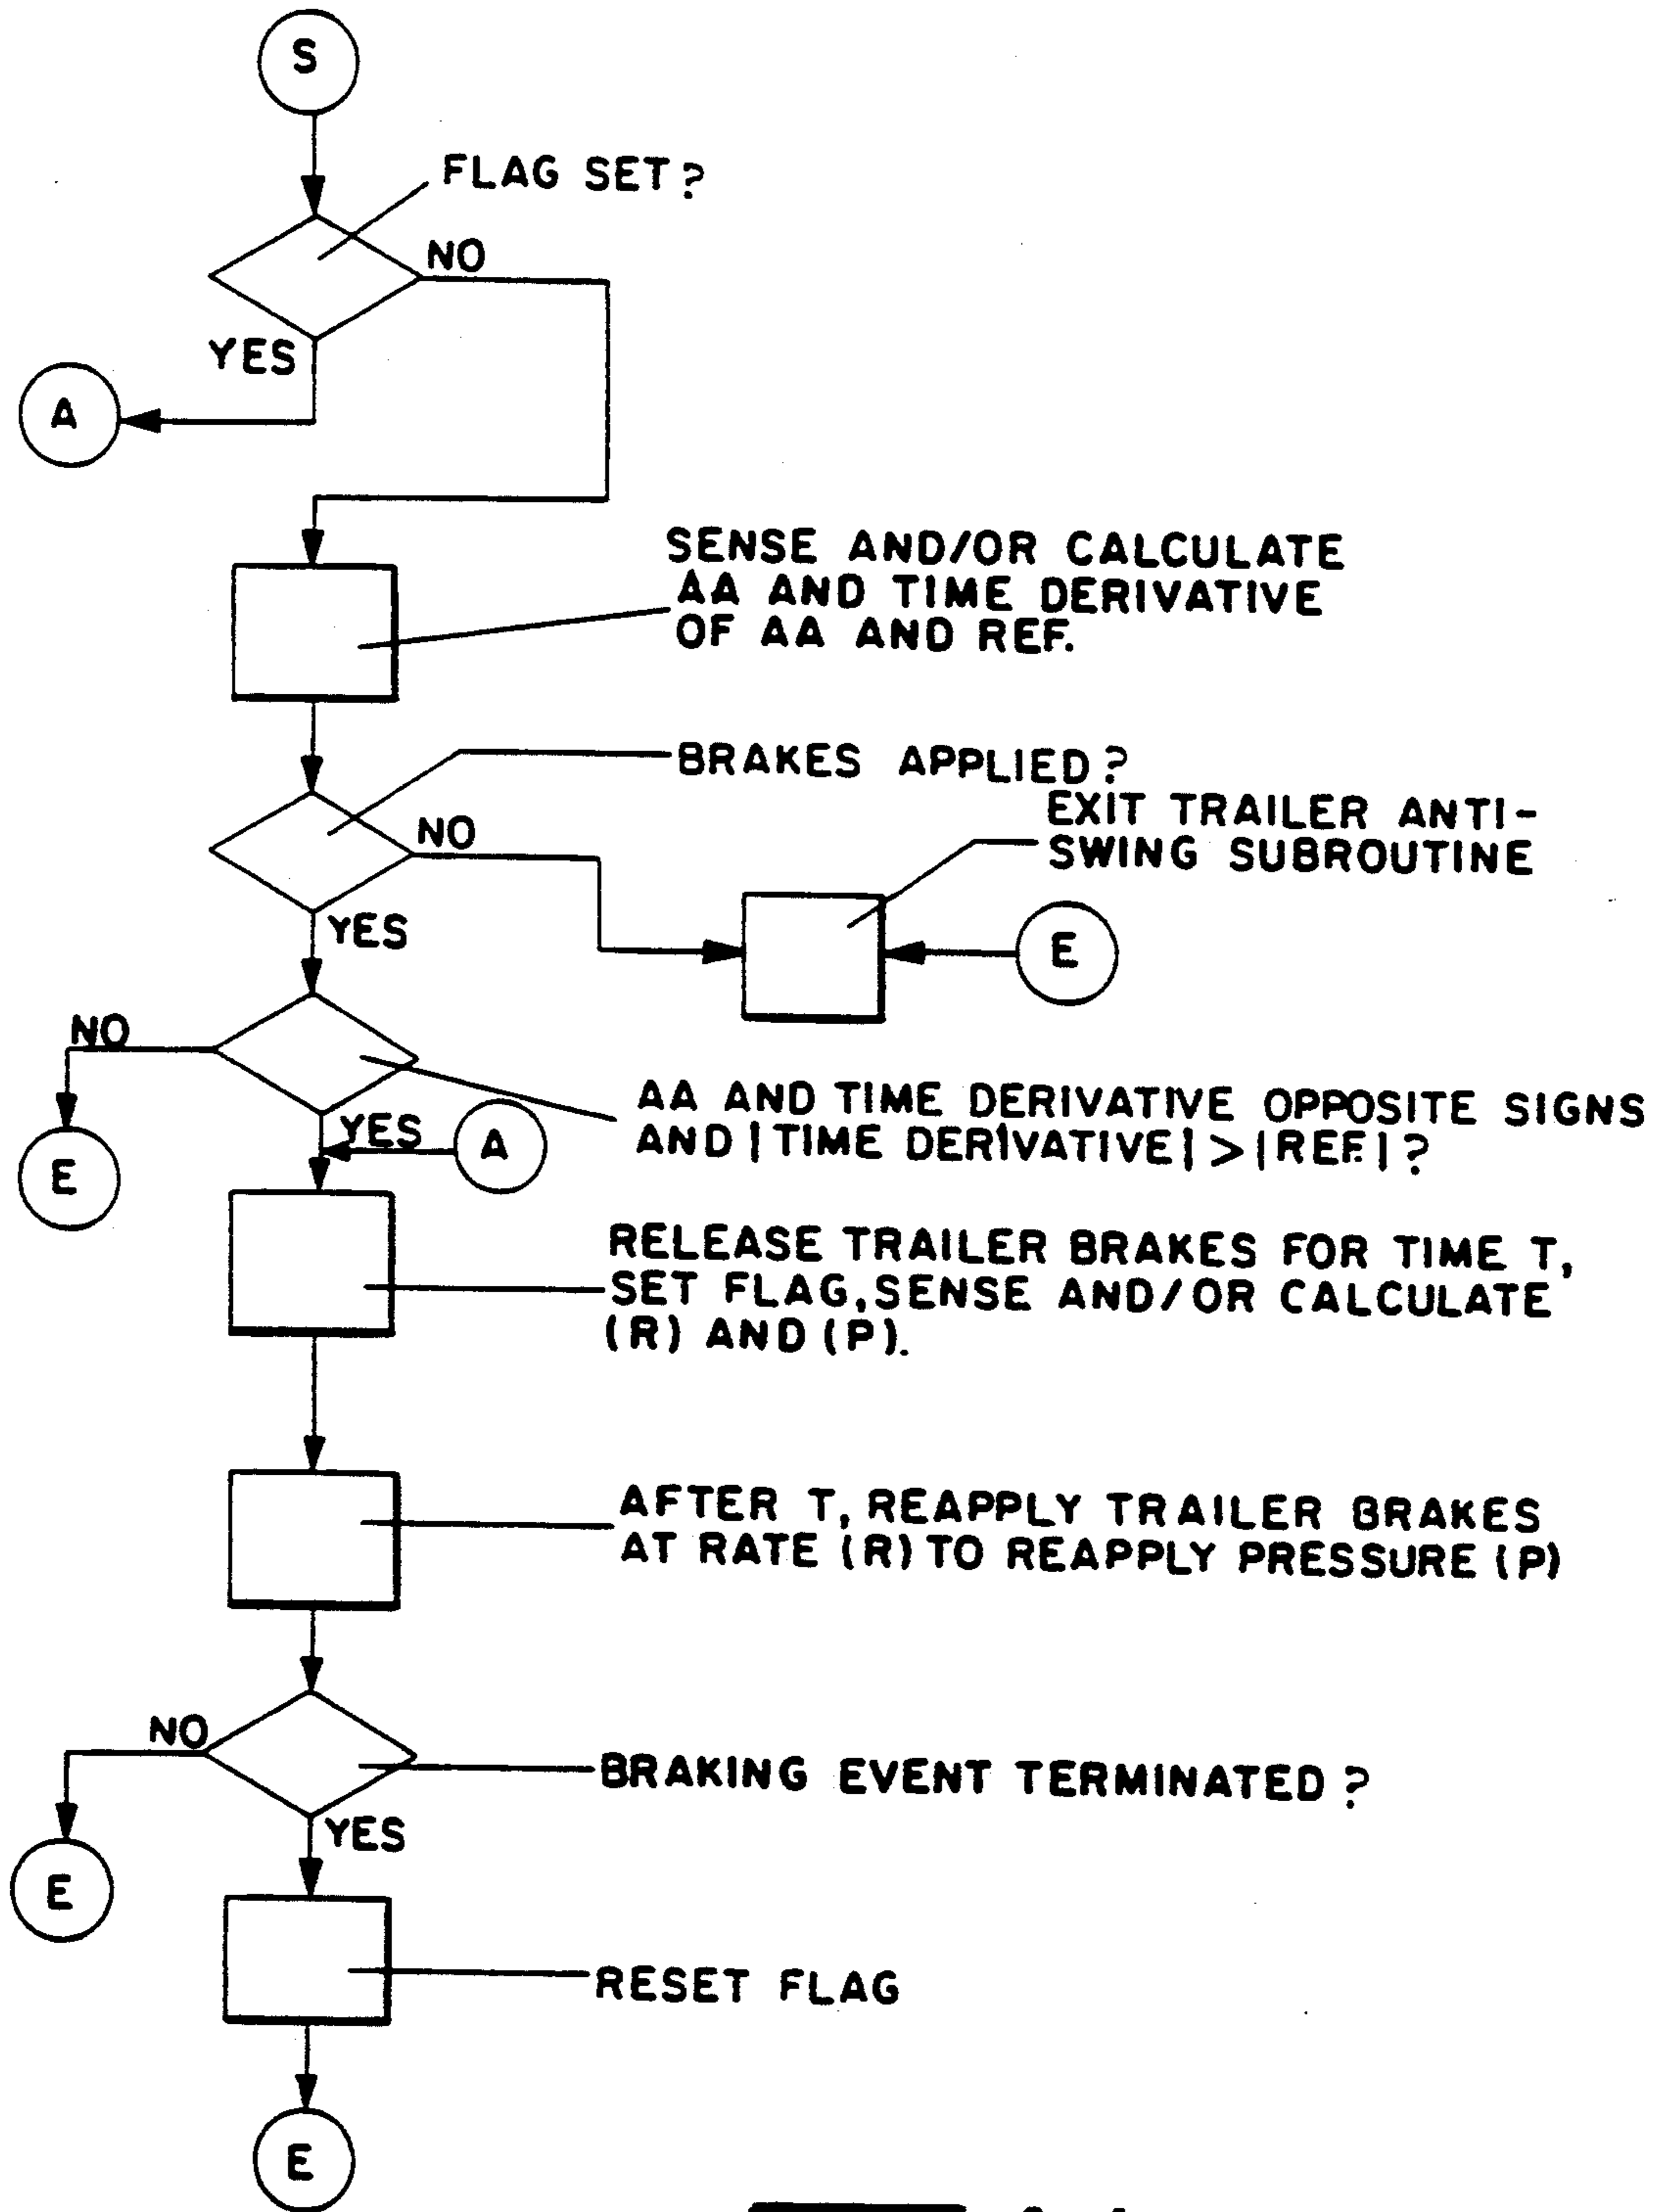 S
FLAG SET?
NO
YES
A
SENSE AND/OR CALCULATE
AA AND TIME DERIVATIVE
OF AA AND REF.
BRAKES APPLIED?
NO
EXIT TRAILER ANTI-
SWING SUBROUTINE
YES
E
NO
AA AND TIME DERIVATIVE OPPOSITE SIGNS
AND |TIME DERIVATIVE| > |REF.| ?
YES
A
E
RELEASE TRAILER BRAKES FOR TIME T,
SET FLAG, SENSE AND/OR CALCULATE
(R) AND (P).
AFTER T, REAPPLY TRAILER BRAKES
AT RATE (R) TO REAPPLY PRESSURE (P)
NO
BRAKING EVENT TERMINATED?
YES
E
RESET FLAG
E